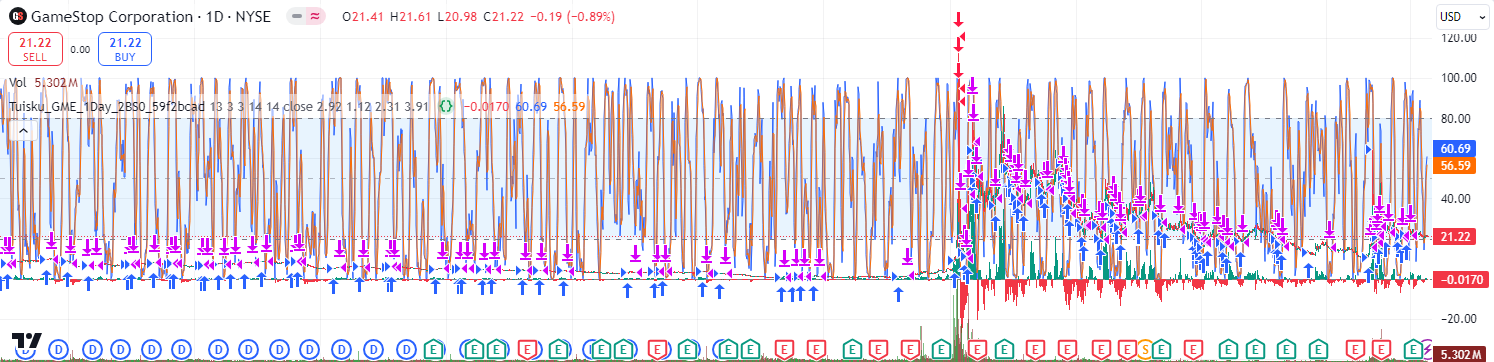 GameStop Corporation · 1D · NYSE O21.41 H21.61 L20.98 C21.22 −0.19 (−0.89%)
USD
21.22 SELL 0.00 21.22 BUY
Vol 5.302 M
Tuisku_GME_1Day_2BS0_59f2bcad 13 3 3 14 14 close 2.92 1.12 2.31 3.91 {} −0.0170 60.69 56.59
120.00
100.00
80.00
60.69
56.59
40.00
21.22
−0.0170
−20.00
5.302 M
D D D D D D D D D D D D E E E E E E E E E E E E E E E E E E E S E E E E E E E E